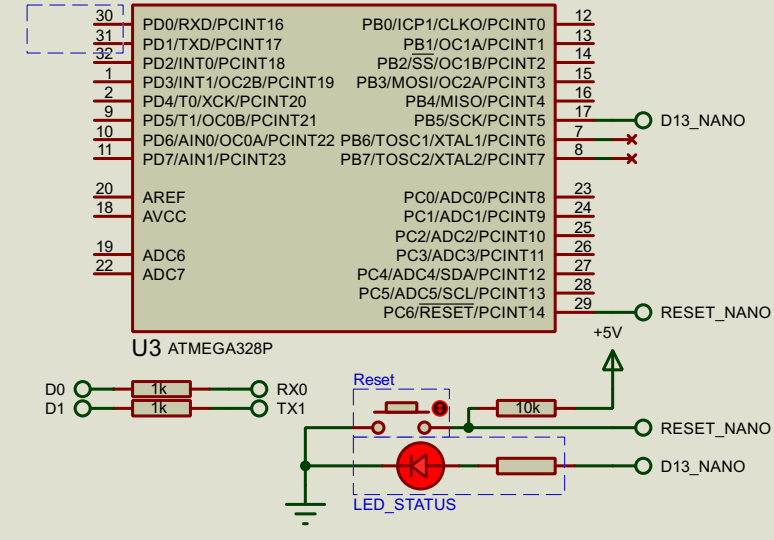 30 PD0/RXD/PCINT16 PB0/ICP1/CLKO/PCINT0 12
31 PD1/TXD/PCINT17 PB1/OC1A/PCINT1 13
32 PD2/INT0/PCINT18 PB2/SS/OC1B/PCINT2 14
1 PD3/INT1/OC2B/PCINT19 PB3/MOSI/OC2A/PCINT3 15
2 PD4/T0/XCK/PCINT20 PB4/MISO/PCINT4 16
9 PD5/T1/OC0B/PCINT21 PB5/SCK/PCINT5 17 D13_NANO
10 PD6/AIN0/OC0A/PCINT22 PB6/TOSC1/XTAL1/PCINT6 7
11 PD7/AIN1/PCINT23 PB7/TOSC2/XTAL2/PCINT7 8
20 AREF PC0/ADC0/PCINT8 23
18 AVCC PC1/ADC1/PCINT9 24
PC2/ADC2/PCINT10 25
19 ADC6 PC3/ADC3/PCINT11 26
22 ADC7 PC4/ADC4/SDA/PCINT12 27
PC5/ADC5/SCL/PCINT13 28
PC6/RESET/PCINT14 29 RESET_NANO
U3 ATMEGA328P
+5V
D0 1k RX0
D1 1k TX1
Reset
10k
RESET_NANO
D13_NANO
LED_STATUS